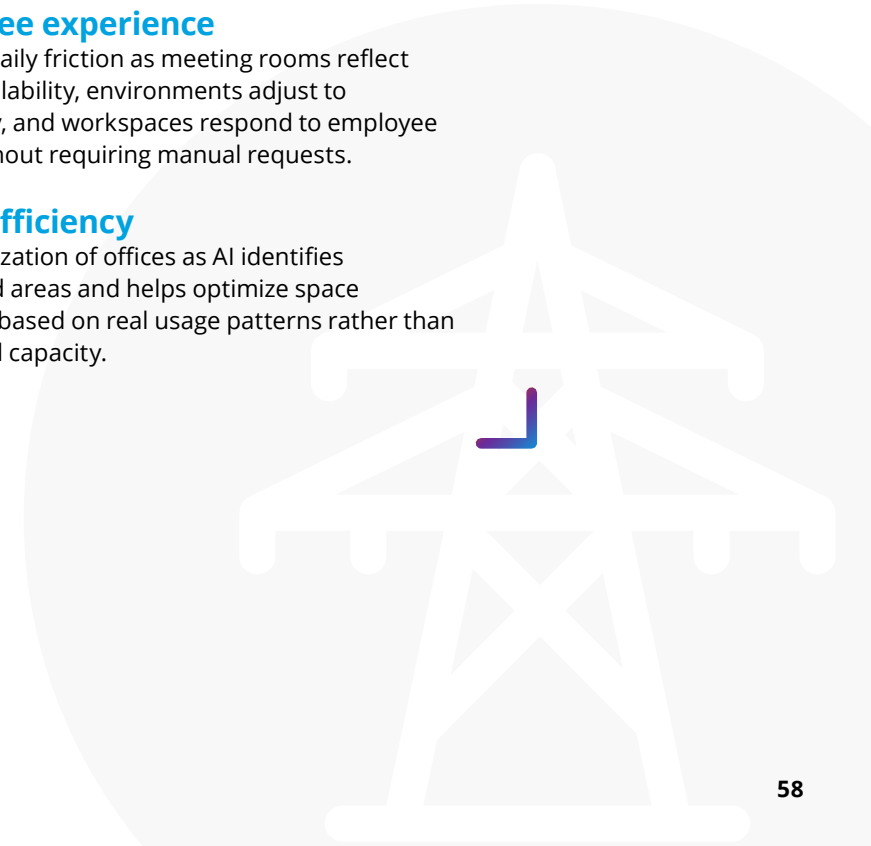 ee experience
aily friction as meeting rooms reflect
lability, environments adjust to
, and workspaces respond to employee
hout requiring manual requests.
fficiency
zation of offices as AI identifies
d areas and helps optimize space
based on real usage patterns rather than
l capacity.
58